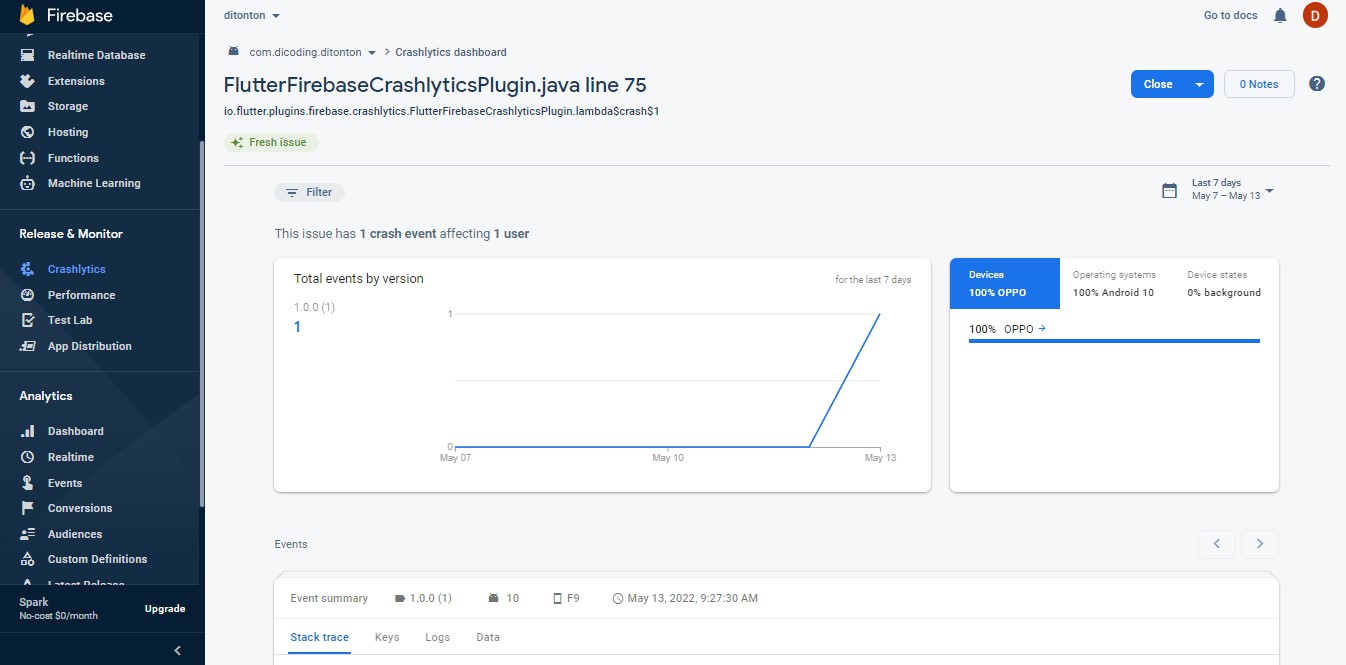 Firebase
Realtime Database
Extensions
Storage
Hosting
Functions
Machine Learning
Release & Monitor
Crashlytics
Performance
Test Lab
App Distribution
Analytics
Dashboard
Realtime
Events
Conversions
Audiences
Custom Definitions
Latest Release
Spark
No-cost $0/month
Upgrade
ditonton
Go to docs
D
com.dicoding.ditonton > Crashlytics dashboard
FlutterFirebaseCrashlyticsPlugin.java line 75
Close
0 Notes
io.flutter.plugins.firebase.crashlytics.FlutterFirebaseCrashlyticsPlugin.lambda$crash$1
Fresh issue
Filter
Last 7 days
May 7 – May 13
This issue has 1 crash event affecting 1 user
Total events by version
for the last 7 days
1.0.0 (1)
1
1
0
May 07 May 10 May 13
Devices
100% OPPO
Operating systems
100% Android 10
Device states
0% background
100% OPPO
Events
Event summary 1.0.0 (1) 10 F9 May 13, 2022, 9:27:30 AM
Stack trace Keys Logs Data